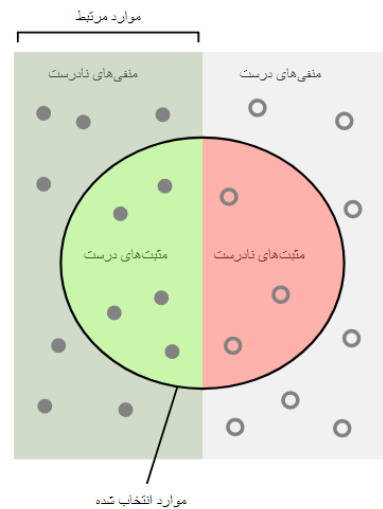 موارد مرتبط
منفی‌های نادرست
منفی‌های درست
مثبت‌های درست
مثبت‌های نادرست
موارد انتخاب شده